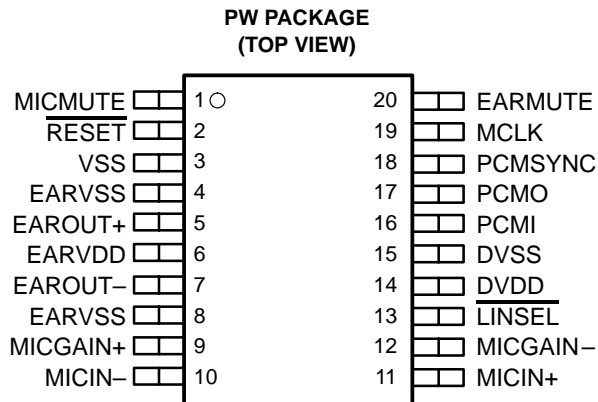 PW PACKAGE
(TOP VIEW)
MICMUTE 1 20 EARMUTE
RESET 2 19 MCLK
VSS 3 18 PCMSYNC
EARVSS 4 17 PCMO
EAROUT+ 5 16 PCMI
EARVDD 6 15 DVSS
EAROUT– 7 14 DVDD
EARVSS 8 13 LINSEL
MICGAIN+ 9 12 MICGAIN–
MICIN– 10 11 MICIN+